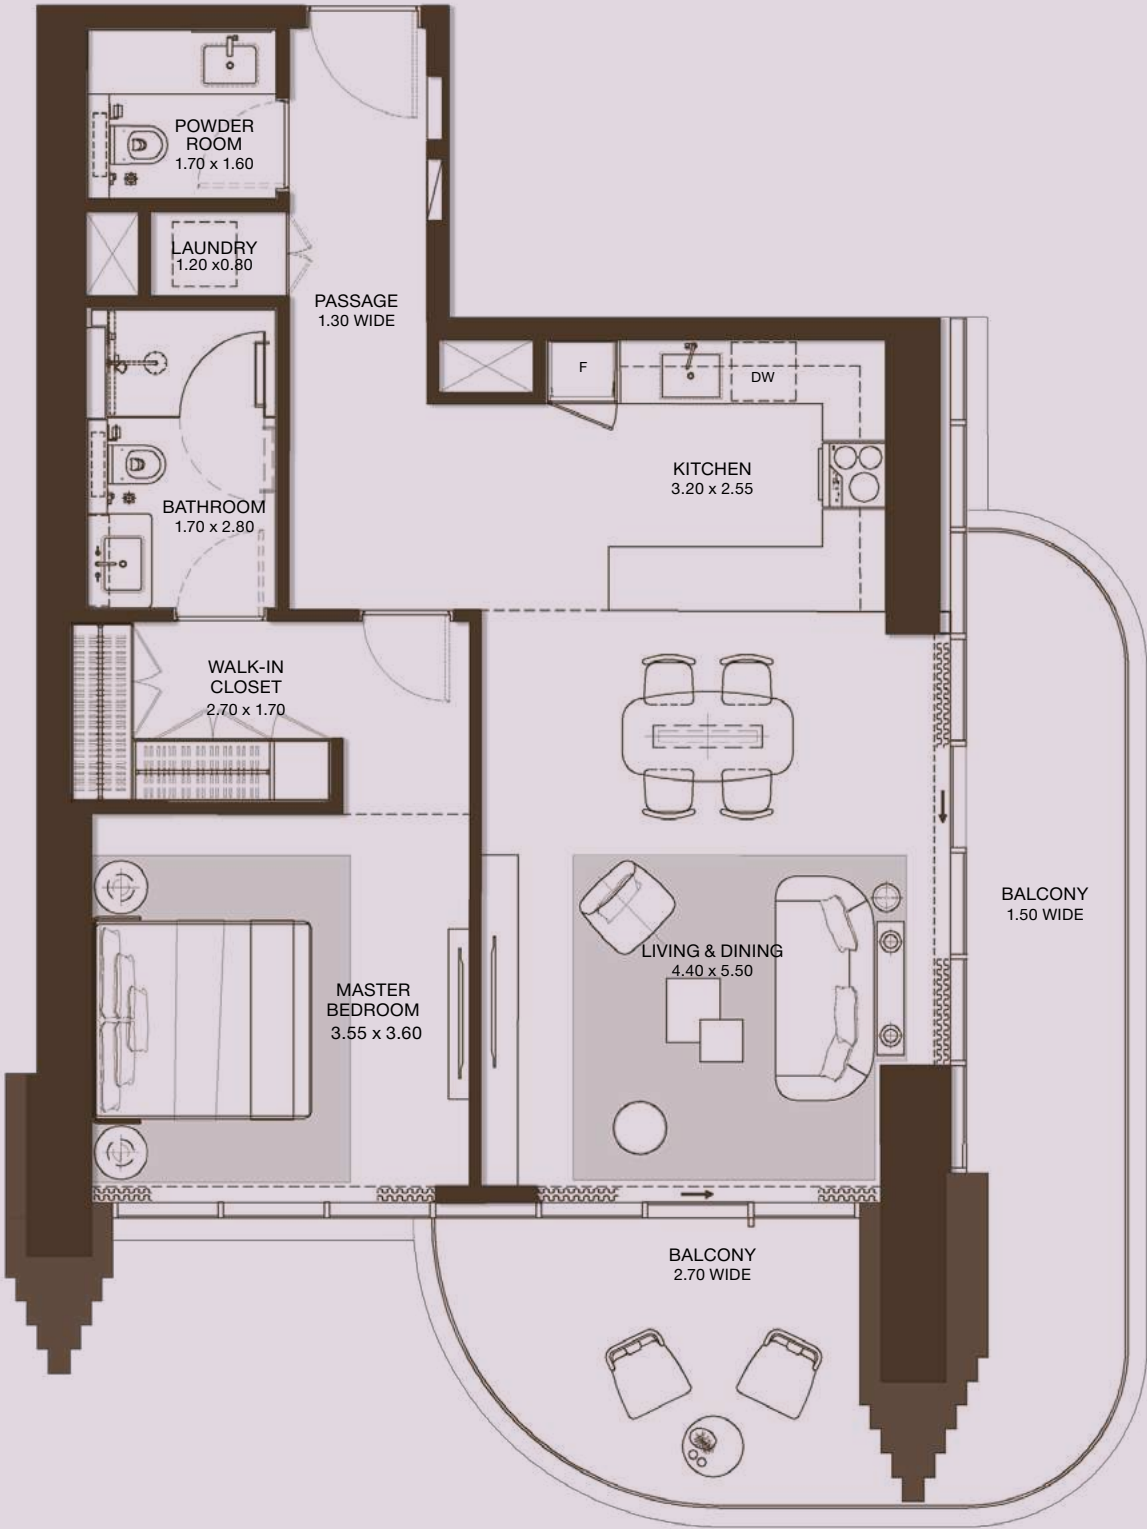 POWDER
ROOM
1.70 x 1.60
LAUNDRY
1.20 x0.80
PASSAGE
1.30 WIDE
F
DW
KITCHEN
3.20 x 2.55
BATHROOM
1.70 x 2.80
WALK-IN
CLOSET
2.70 x 1.70
BALCONY
1.50 WIDE
LIVING & DINING
4.40 x 5.50
MASTER
BEDROOM
3.55 x 3.60
BALCONY
2.70 WIDE